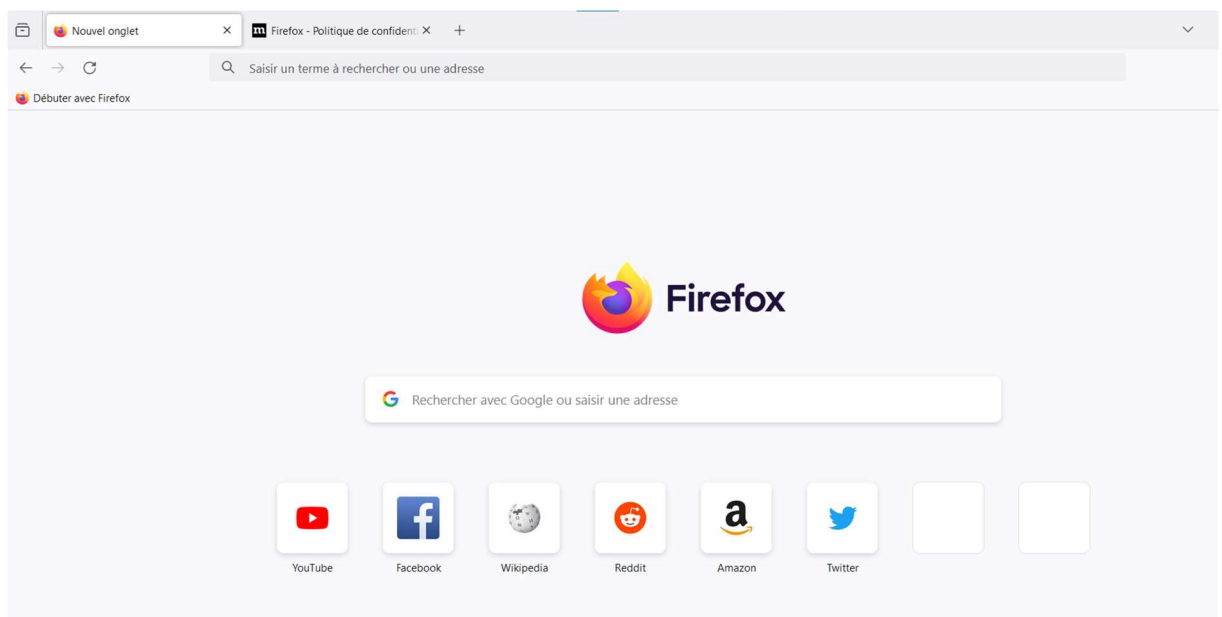 Nouvel onglet
Firefox - Politique de confidenti
Saisir un terme à rechercher ou une adresse
Débuter avec Firefox
Firefox
Rechercher avec Google ou saisir une adresse
YouTube Facebook Wikipedia Reddit Amazon Twitter